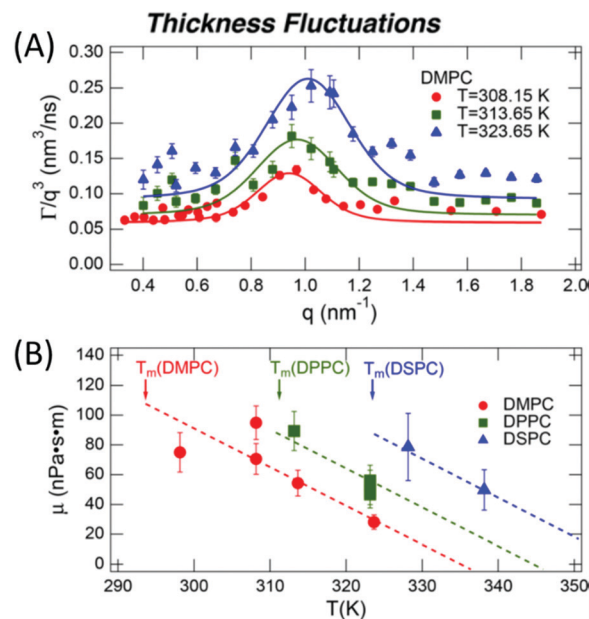 Thickness Fluctuations
(A)
0.30
0.25
0.20
0.15
0.10
0.05
0.00
Γ/q³ (nm³/ns)
DMPC
T=308.15 K
T=313.65 K
T=323.65 K
0.4 0.6 0.8 1.0 1.2 1.4 1.6 1.8 2.0
q (nm⁻¹)
(B)
140
120
100
80
60
40
20
0
μ (nPa•s•m)
Tₘ(DMPC) Tₘ(DPPC) Tₘ(DSPC)
DMPC
DPPC
DSPC
290 300 310 320 330 340 350
T(K)